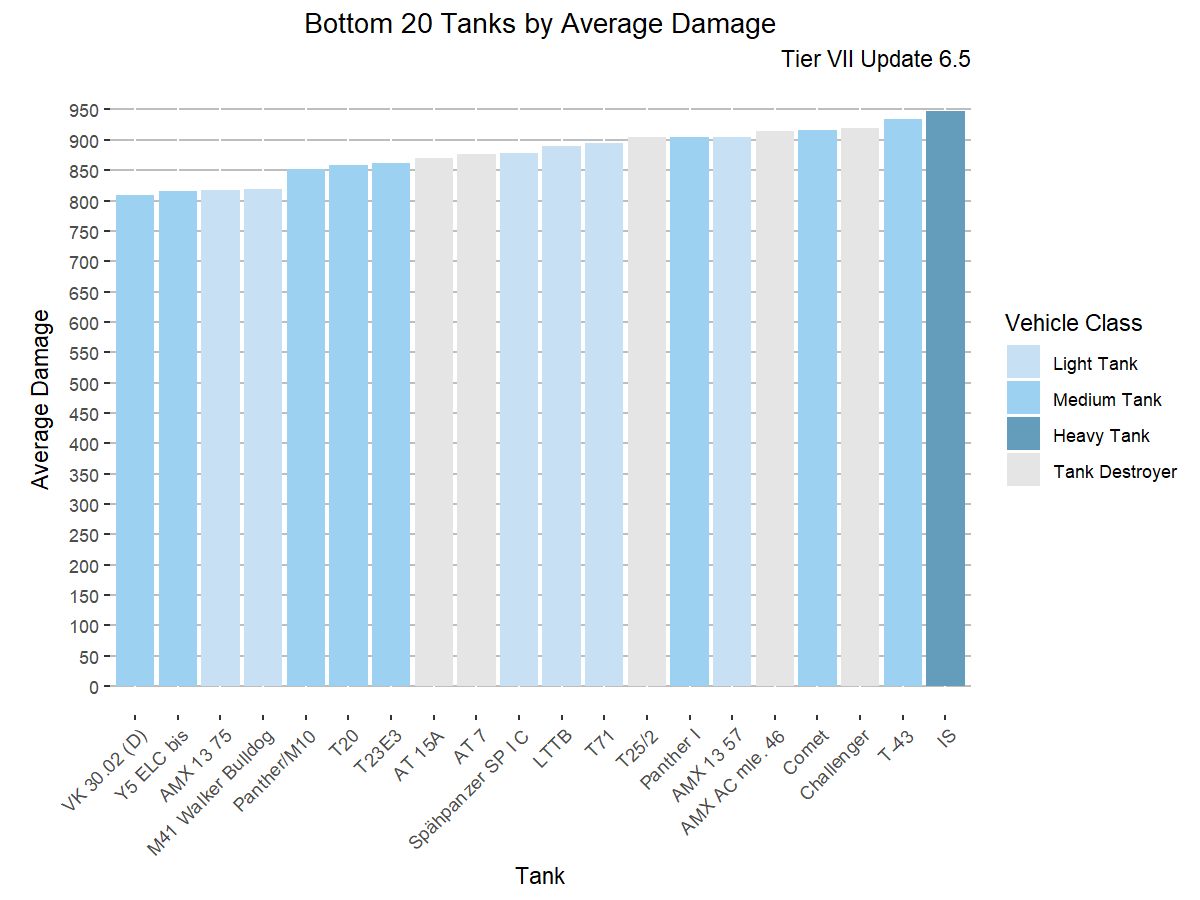 Bottom 20 Tanks by Average Damage
Tier VII Update 6.5
Average Damage
950
900
850
800
750
700
650
600
550
500
450
400
350
300
250
200
150
100
50
0
VK 30.02 (D)
Y5 ELC bis
AMX 13 75
M41 Walker Bulldog
Panther/M10
T20
T23E3
AT 15A
AT 7
Spähpanzer SP I C
LTTB
T71
T25/2
Panther I
AMX 13 57
AMX AC mle. 46
Comet
Challenger
T-43
IS
Tank
Vehicle Class
Light Tank
Medium Tank
Heavy Tank
Tank Destroyer